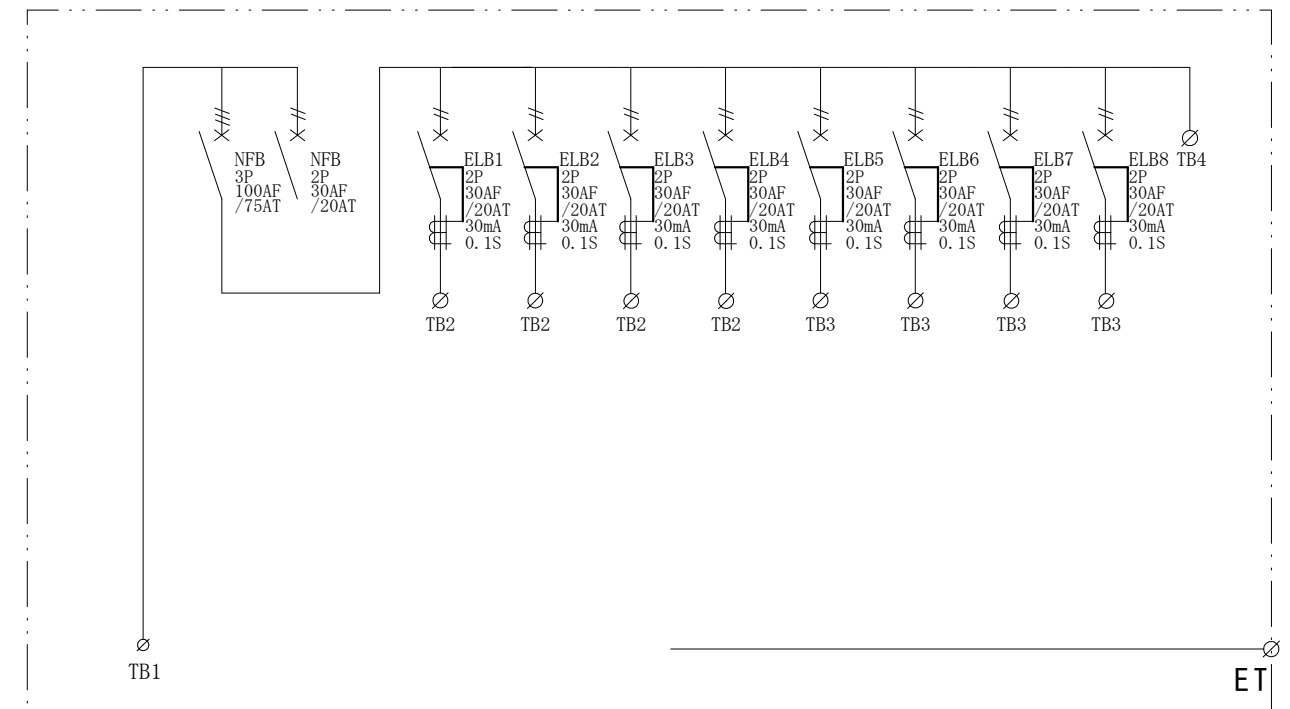 NFB
3P
100AF
/75AT
NFB
2P
30AF
/20AT
ELB1
2P
30AF
/20AT
30mA
0.1S
ELB2
2P
30AF
/20AT
30mA
0.1S
ELB3
2P
30AF
/20AT
30mA
0.1S
ELB4
2P
30AF
/20AT
30mA
0.1S
ELB5
2P
30AF
/20AT
30mA
0.1S
ELB6
2P
30AF
/20AT
30mA
0.1S
ELB7
2P
30AF
/20AT
30mA
0.1S
ELB8
2P
30AF
/20AT
30mA
0.1S
TB4
TB2
TB2
TB2
TB2
TB3
TB3
TB3
TB3
TB1
ET